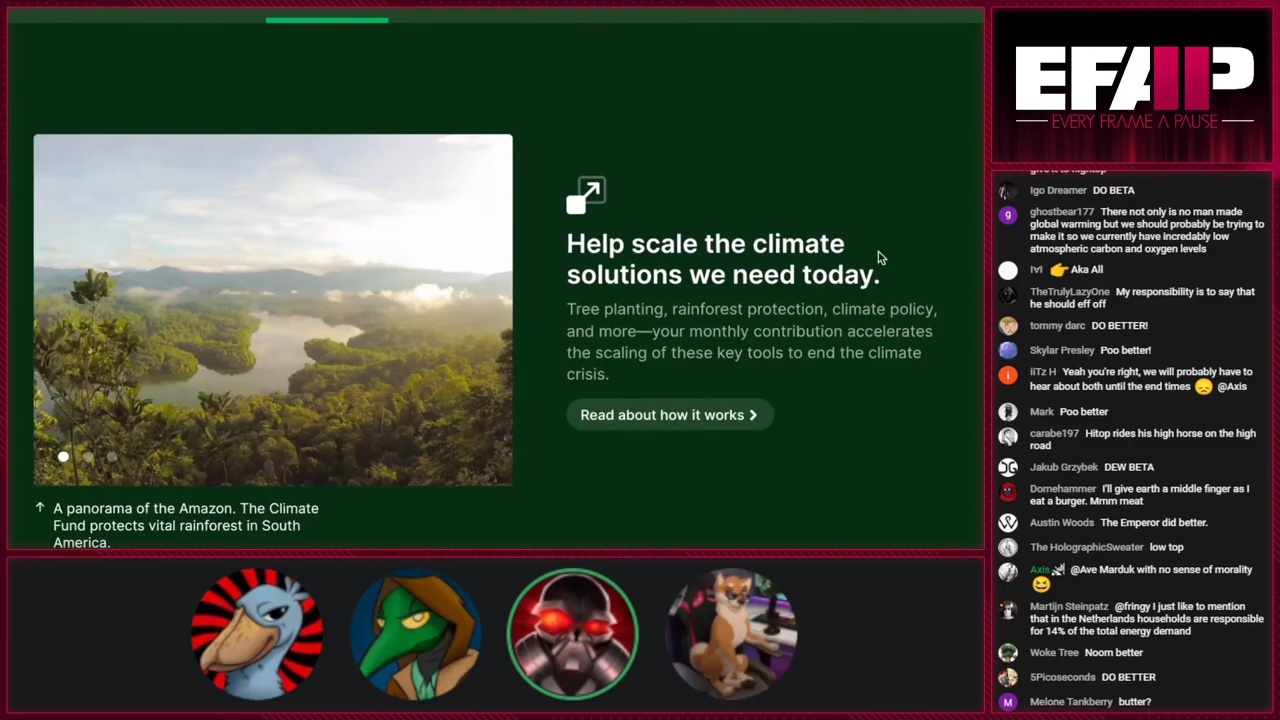 Help scale the climate
solutions we need today.
Tree planting, rainforest protection, climate policy,
and more—your monthly contribution accelerates
the scaling of these key tools to end the climate
crisis.
Read about how it works
↑ A panorama of the Amazon. The Climate
Fund protects vital rainforest in South
America.
EFAP
EVERY FRAME A PAUSE
Igo Dreamer DO BETA
ghostbear177 There not only is no man made
global warming but we should probably be trying to
make it so we currently have incredably low
atmospheric carbon and oxygen levels
👉 Aka All
TheTrulyLazyOne My responsibility is to say that
he should eff off
tommy darc DO BETTER!
Skylar Presley Poo better!
iiTz H Yeah you're right, we will probably have to
hear about both until the end times 😞 @Axis
Mark Poo better
carabe197 Hitop rides his high horse on the high
road
Jakub Grzybek DEW BETA
Domehammer I'll give earth a middle finger as I
eat a burger. Mmm meat
Austin Woods The Emperor did better.
The HolographicSweater low top
Axis @Ave Marduk with no sense of morality
😆
Martijn Steinpatz @fringy I just like to mention
that in the Netherlands households are responsible
for 14% of the total energy demand
Woke Tree Noom better
5Picoseconds DO BETTER
Melone Tankberry butter?